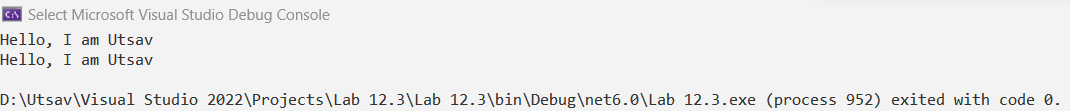 C:\ Select Microsoft Visual Studio Debug Console
Hello, I am Utsav
Hello, I am Utsav
D:\Utsav\Visual Studio 2022\Projects\Lab 12.3\Lab 12.3\bin\Debug\net6.0\Lab 12.3.exe (process 952) exited with code 0.